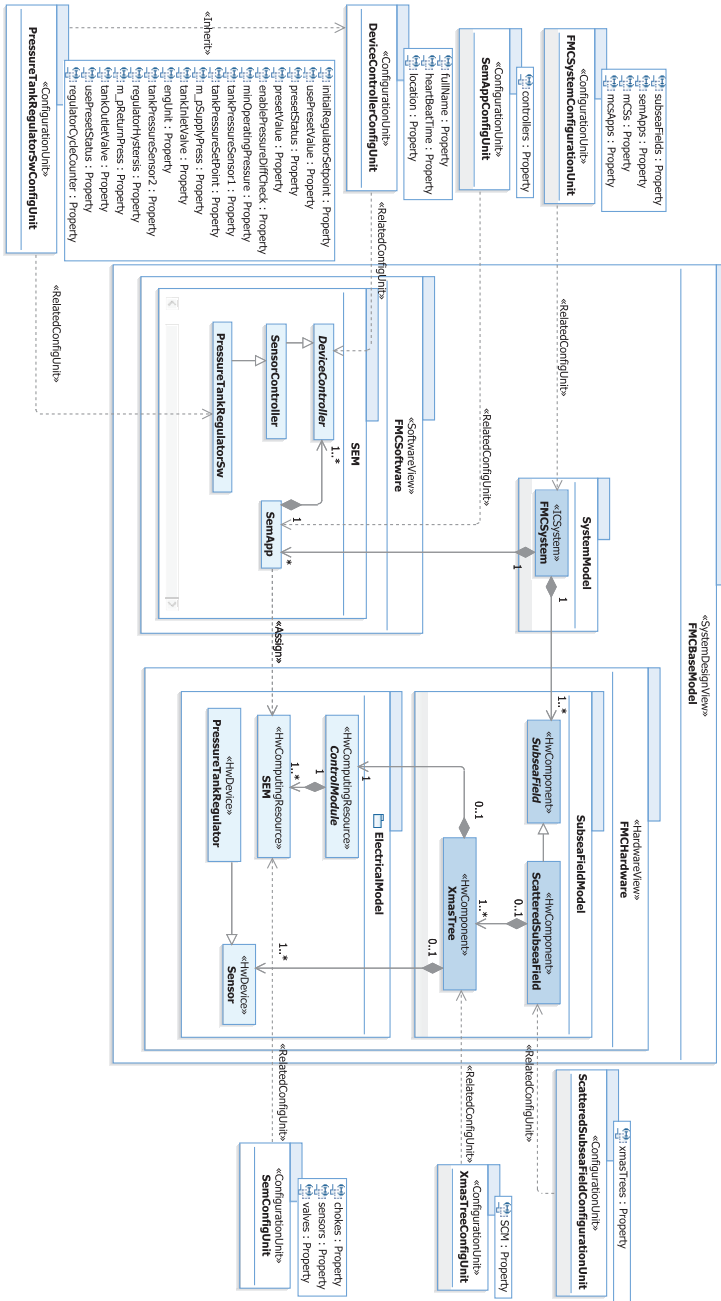 «ConfigurationUnit»
FMCSystemConfigurationUnit
subseaFields : Property
semApps : Property
mCSs : Property
mcsApps : Property
«ConfigurationUnit»
SemAppConfigUnit
controllers : Property
«ConfigurationUnit»
DeviceControllerConfigUnit
fullName : Property
heartBeatTime : Property
location : Property
«Inherit»
«ConfigurationUnit»
PressureTankRegulatorSwConfigUnit
initialRegulatorSetpoint : Property
usePresetValue : Property
presetStatus : Property
presetValue : Property
enablePressureDiffCheck : Property
minOperatingPressure : Property
tankPressureSensor1 : Property
tankPressureSetPoint : Property
m_pSupplyPress : Property
tankInletValve : Property
engUnit : Property
tankPressureSensor2 : Property
regulatorHystersis : Property
m_pReturnPress : Property
tankOutletValve : Property
usePresetStatus : Property
regulatorCycleCounter : Property
«RelatedConfigUnit»
«RelatedConfigUnit»
«RelatedConfigUnit»
«RelatedConfigUnit»
«SystemDesignView»
FMCBaseModel
SystemModel
«ICSystem»
FMCSystem
1
1
«SoftwareView»
FMCSoftware
SEM
DeviceController
SensorController
PressureTankRegulatorSw
1..*
1
SemApp
*
«Assign»
«HardwareView»
FMCHardware
SubseaFieldModel
1..*
«HwComponent»
SubseaField
«HwComponent»
ScatteredSubseaField
0..1
1..*
«HwComponent»
XmasTree
0..1
0..1
ElectricalModel
1
«HwComputingResource»
ControlModule
1
1..*
«HwComputingResource»
SEM
«HwDevice»
PressureTankRegulator
1..*
«HwDevice»
Sensor
«RelatedConfigUnit»
«RelatedConfigUnit»
«RelatedConfigUnit»
«ConfigurationUnit»
ScatteredSubseaFieldConfigurationUnit
xmasTrees : Property
«ConfigurationUnit»
XmasTreeConfigUnit
SCM : Property
«ConfigurationUnit»
SemConfigUnit
chokes : Property
sensors : Property
valves : Property